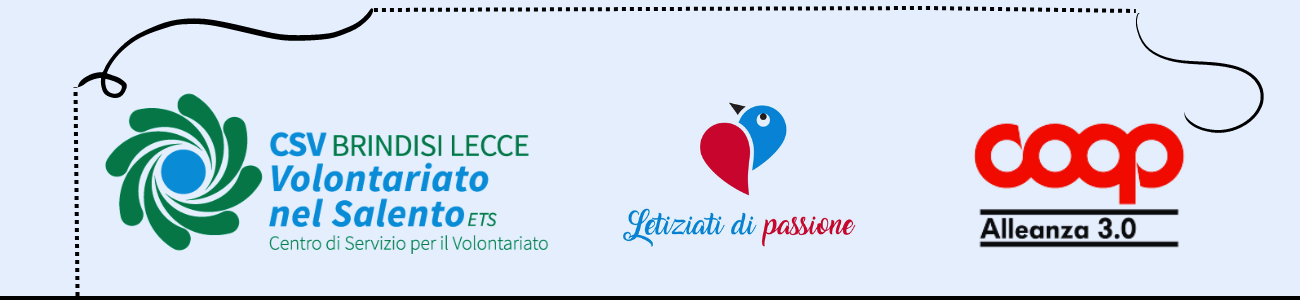 CSV BRINDISI LECCE
Volontariato
nel Salento ETS
Centro di Servizio per il Volontariato
Letiziati di passione
coop
Alleanza 3.0